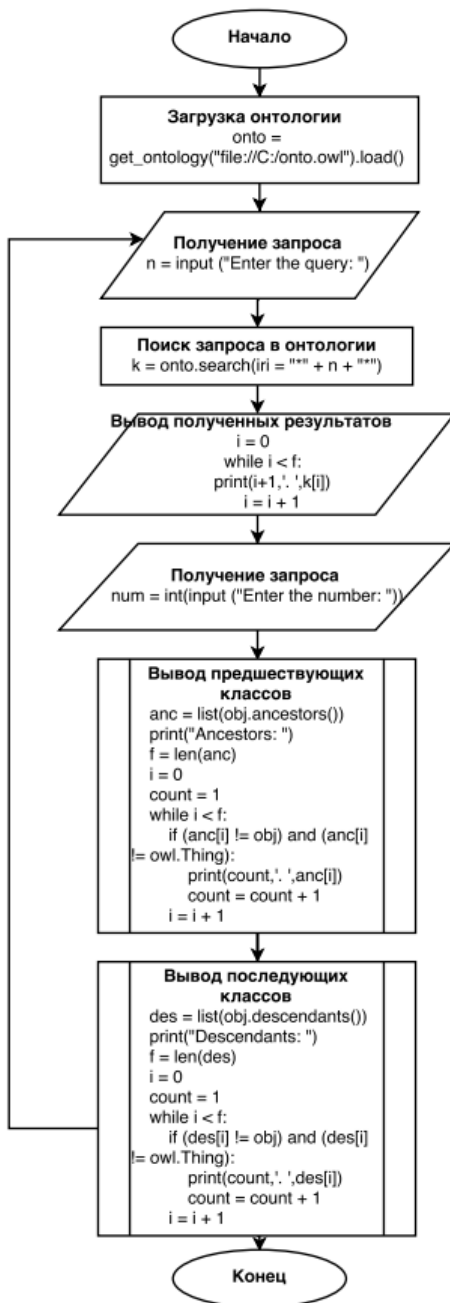 Начало
Загрузка онтологии
onto =
get_ontology("file://C:/onto.owl").load()
Получение запроса
n = input ("Enter the query: ")
Поиск запроса в онтологии
k = onto.search(iri = "*" + n + "*")
Вывод полученных результатов
i = 0
while i < f:
print(i+1,'. ',k[i])
i = i + 1
Получение запроса
num = int(input ("Enter the number: "))
Вывод предшествующих
классов
anc = list(obj.ancestors())
print("Ancestors: ")
f = len(anc)
i = 0
count = 1
while i < f:
if (anc[i] != obj) and (anc[i]
!= owl.Thing):
print(count,'. ',anc[i])
count = count + 1
i = i + 1
Вывод последующих
классов
des = list(obj.descendants())
print("Descendants: ")
f = len(des)
i = 0
count = 1
while i < f:
if (des[i] != obj) and (des[i]
!= owl.Thing):
print(count,'. ',des[i])
count = count + 1
i = i + 1
Конец